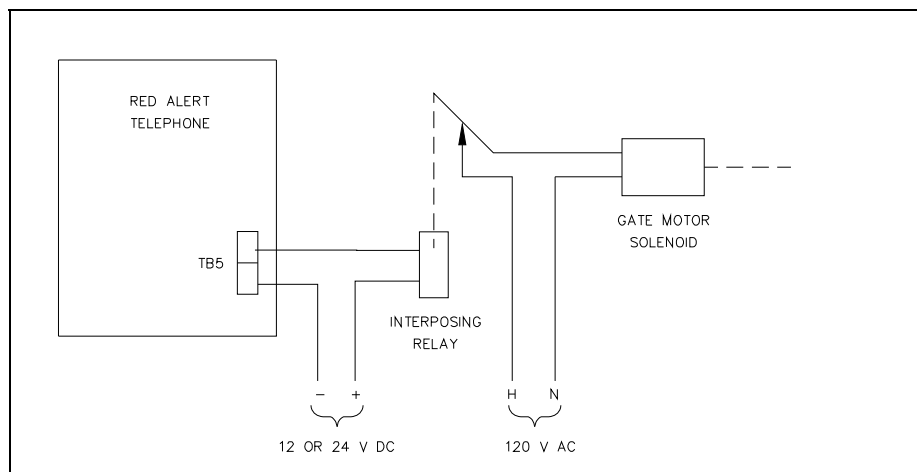 RED ALERT
TELEPHONE
TB5
GATE MOTOR
SOLENOID
INTERPOSING
RELAY
– +
H N
12 OR 24 V DC
120 V AC